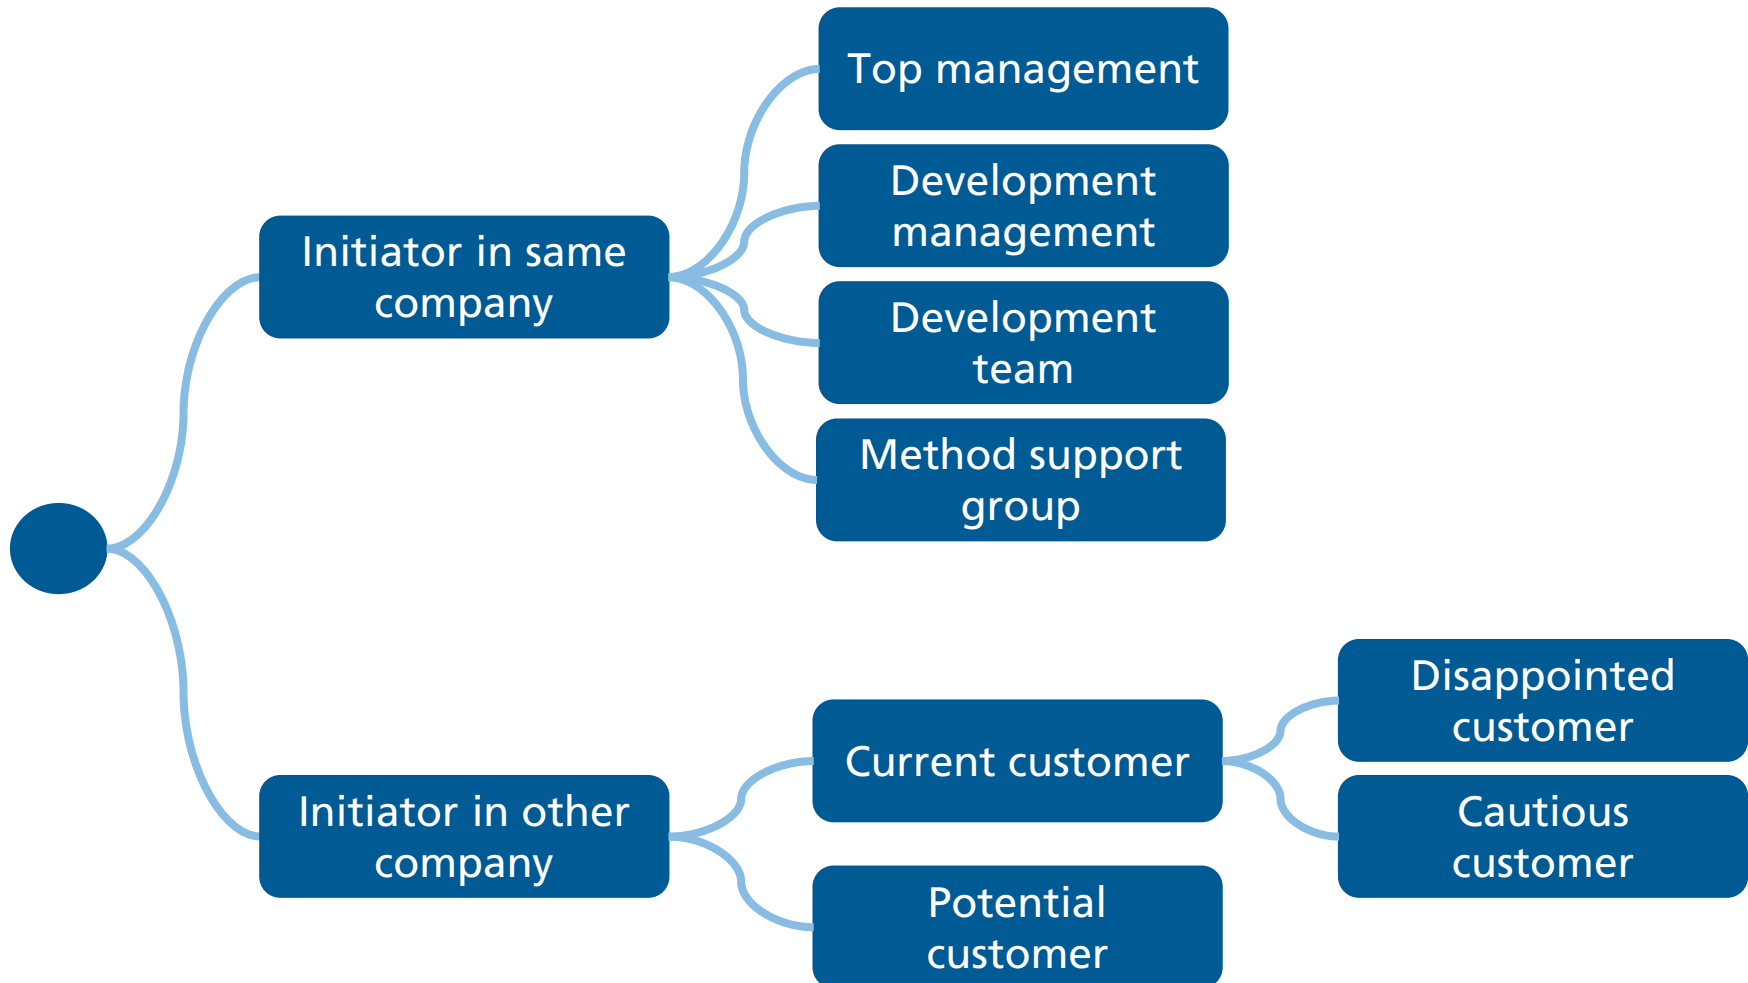 Top management
Development
management
Initiator in same
company
Development
team
Method support
group
Disappointed
customer
Current customer
Initiator in other
company
Cautious
customer
Potential
customer